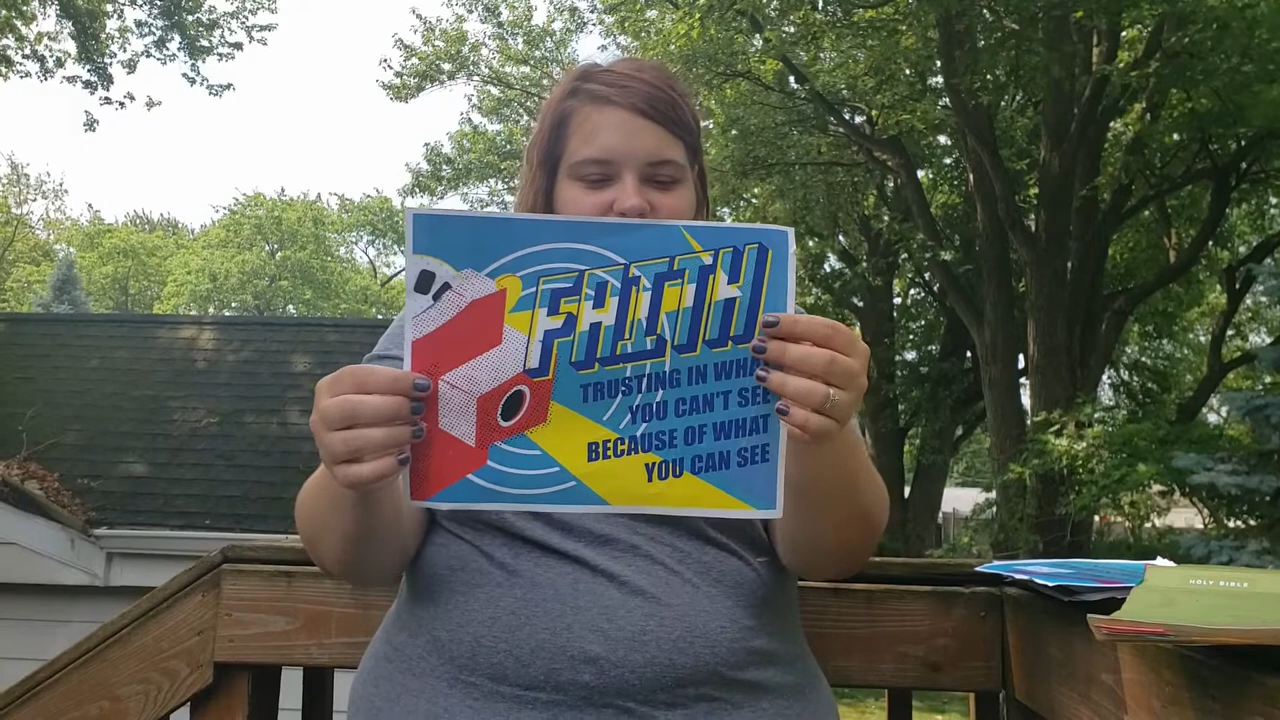 FAITH
TRUSTING IN WHAT
YOU CAN'T SEE
BECAUSE OF WHAT
YOU CAN SEE
HOLY BIBLE